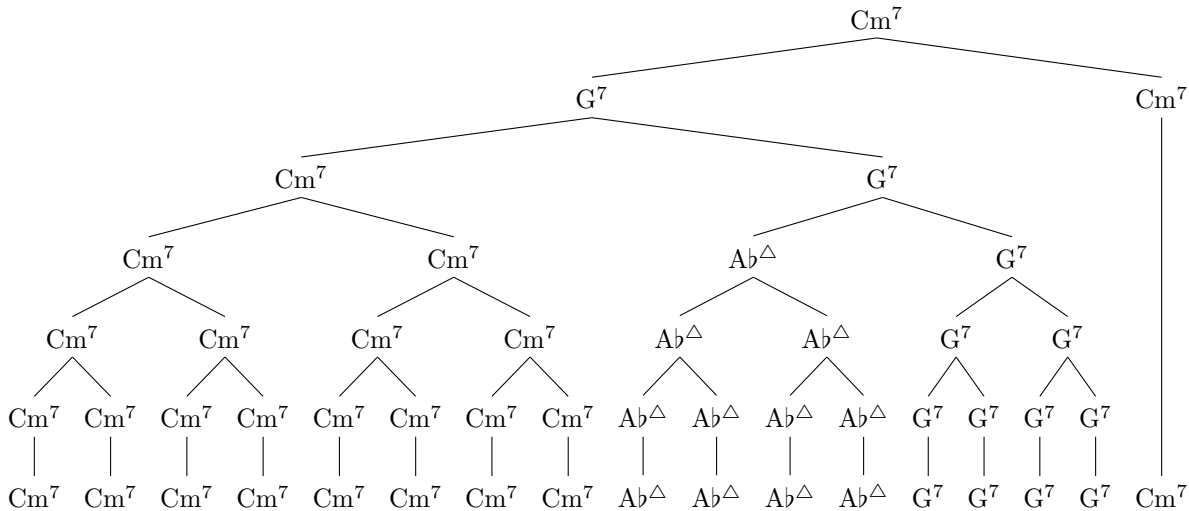 Cm⁷
G⁷ Cm⁷
Cm⁷ G⁷
Cm⁷ Cm⁷ A♭△ G⁷
Cm⁷ Cm⁷ Cm⁷ Cm⁷ A♭△ A♭△ G⁷ G⁷
Cm⁷ Cm⁷ Cm⁷ Cm⁷ Cm⁷ Cm⁷ Cm⁷ Cm⁷ A♭△ A♭△ A♭△ A♭△ G⁷ G⁷ G⁷ G⁷
Cm⁷ Cm⁷ Cm⁷ Cm⁷ Cm⁷ Cm⁷ Cm⁷ Cm⁷ A♭△ A♭△ A♭△ A♭△ G⁷ G⁷ G⁷ G⁷ Cm⁷